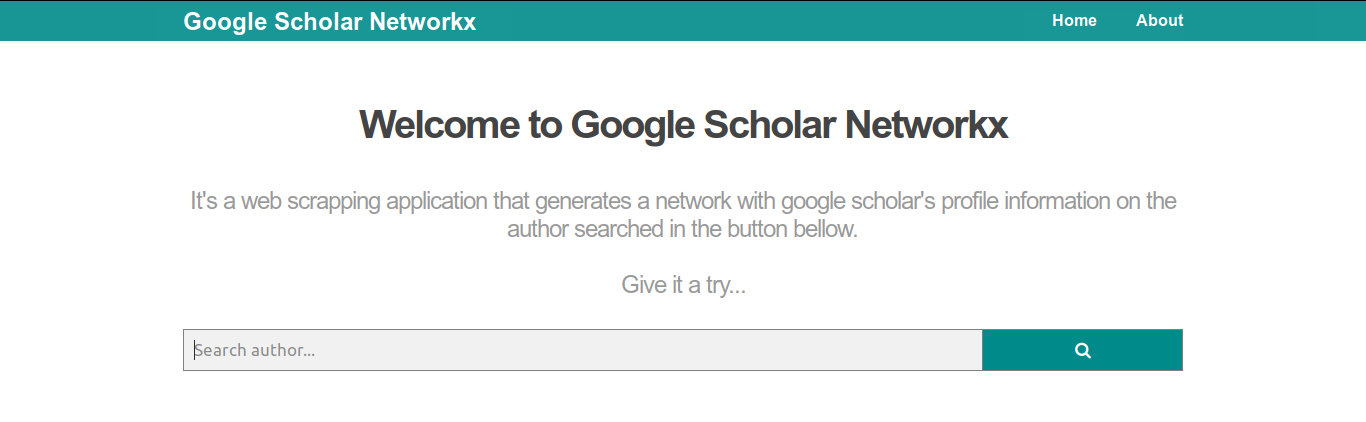 Google Scholar Networkx
Home
About
Welcome to Google Scholar Networkx
It's a web scrapping application that generates a network with google scholar's profile information on the
author searched in the button bellow.
Give it a try...
Search author...